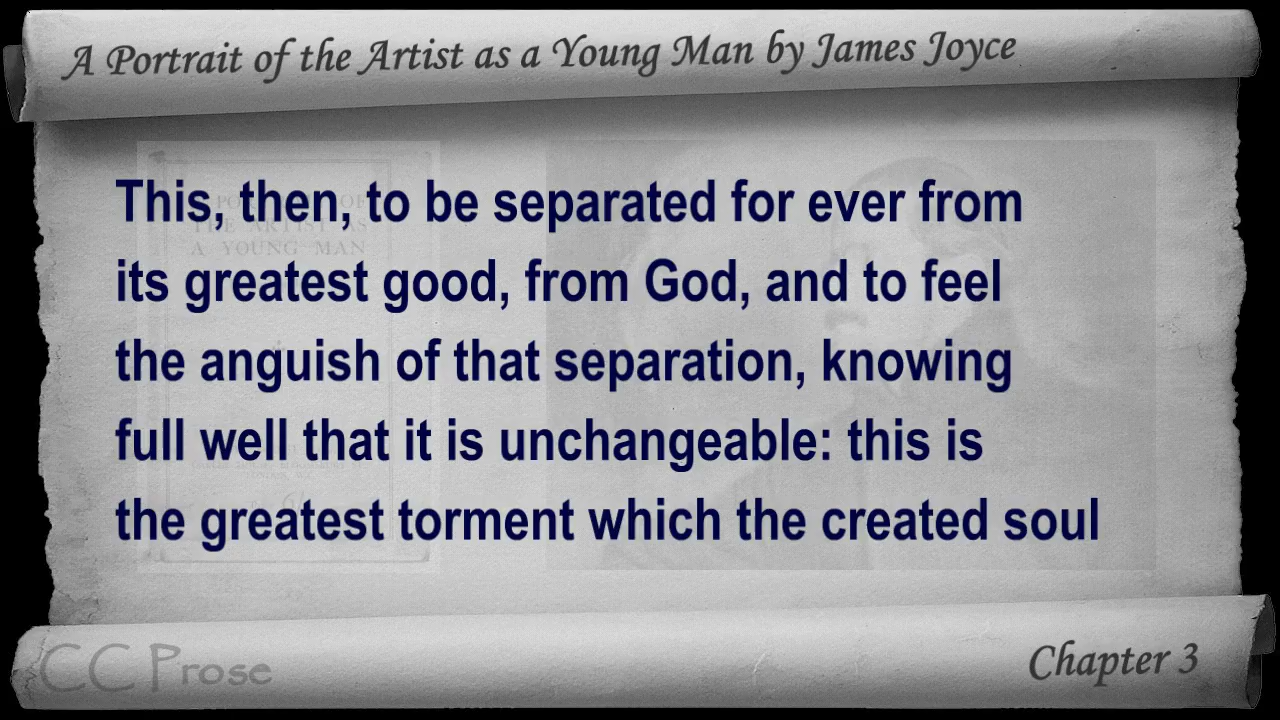 A Portrait of the Artist as a Young Man by James Joyce
This, then, to be separated for ever from
its greatest good, from God, and to feel
the anguish of that separation, knowing
full well that it is unchangeable: this is
the greatest torment which the created soul
CC Prose
Chapter 3